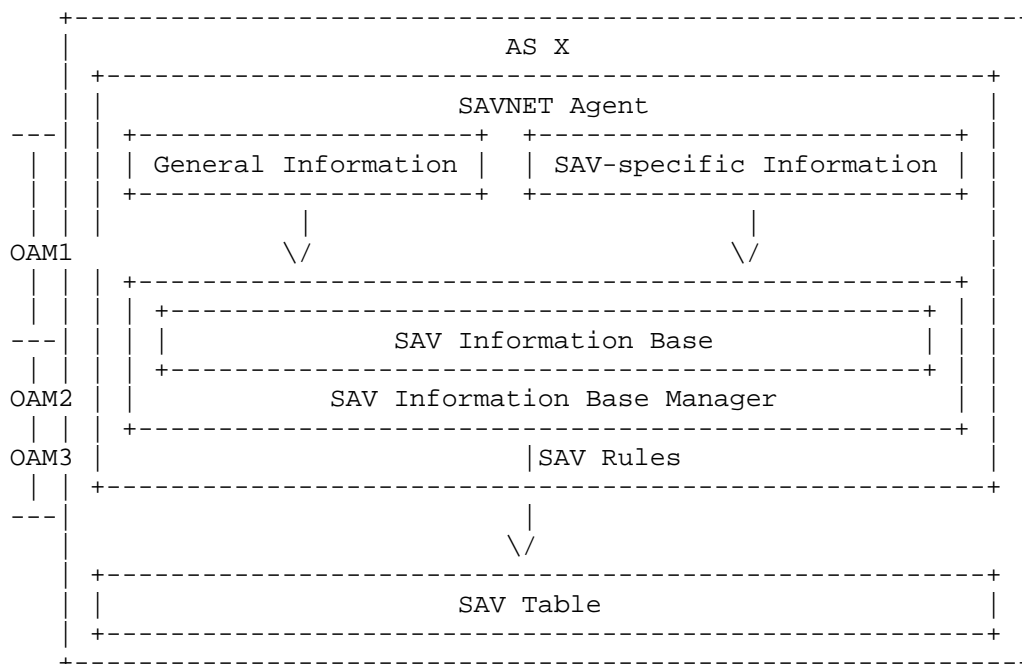 AS X
SAVNET Agent
General Information SAV-specific Information
OAM1
SAV Information Base
OAM2 SAV Information Base Manager
OAM3 SAV Rules
SAV Table